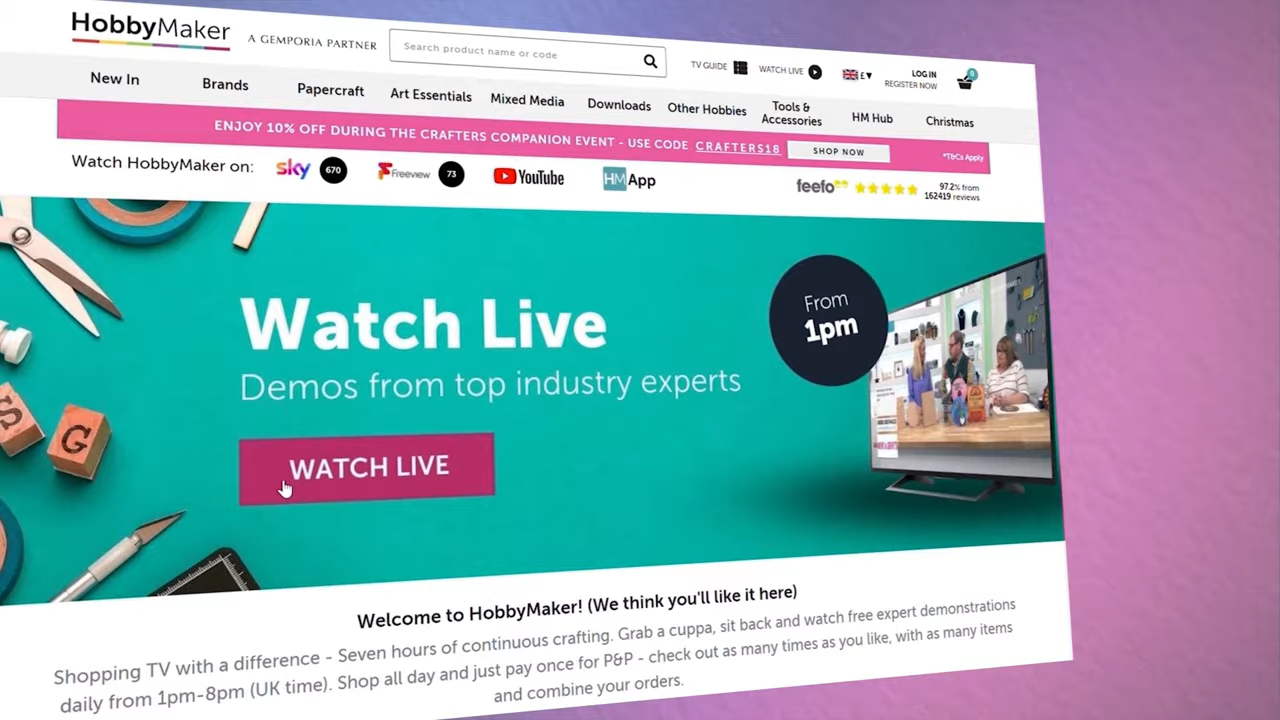 HobbyMaker
A GEMPORIA PARTNER
Search product name or code
TV GUIDE
WATCH LIVE
£▼
LOG IN
REGISTER NOW
0
New In
Brands
Papercraft
Art Essentials
Mixed Media
Downloads
Other Hobbies
Tools &
Accessories
HM Hub
Christmas
ENJOY 10% OFF DURING THE CRAFTERS COMPANION EVENT - USE CODE CRAFTERS18
SHOP NOW
*T&Cs Apply
Watch HobbyMaker on:
sky
670
Freeview
73
YouTube
HM App
feefo
97.2% from
162419 reviews
Watch Live
Demos from top industry experts
WATCH LIVE
From
1pm
S
G
Welcome to HobbyMaker! (We think you'll like it here)
Shopping TV with a difference - Seven hours of continuous crafting. Grab a cuppa, sit back and watch free expert demonstrations
daily from 1pm-8pm (UK time). Shop all day and just pay once for P&P - check out as many times as you like, with as many items
and combine your orders.